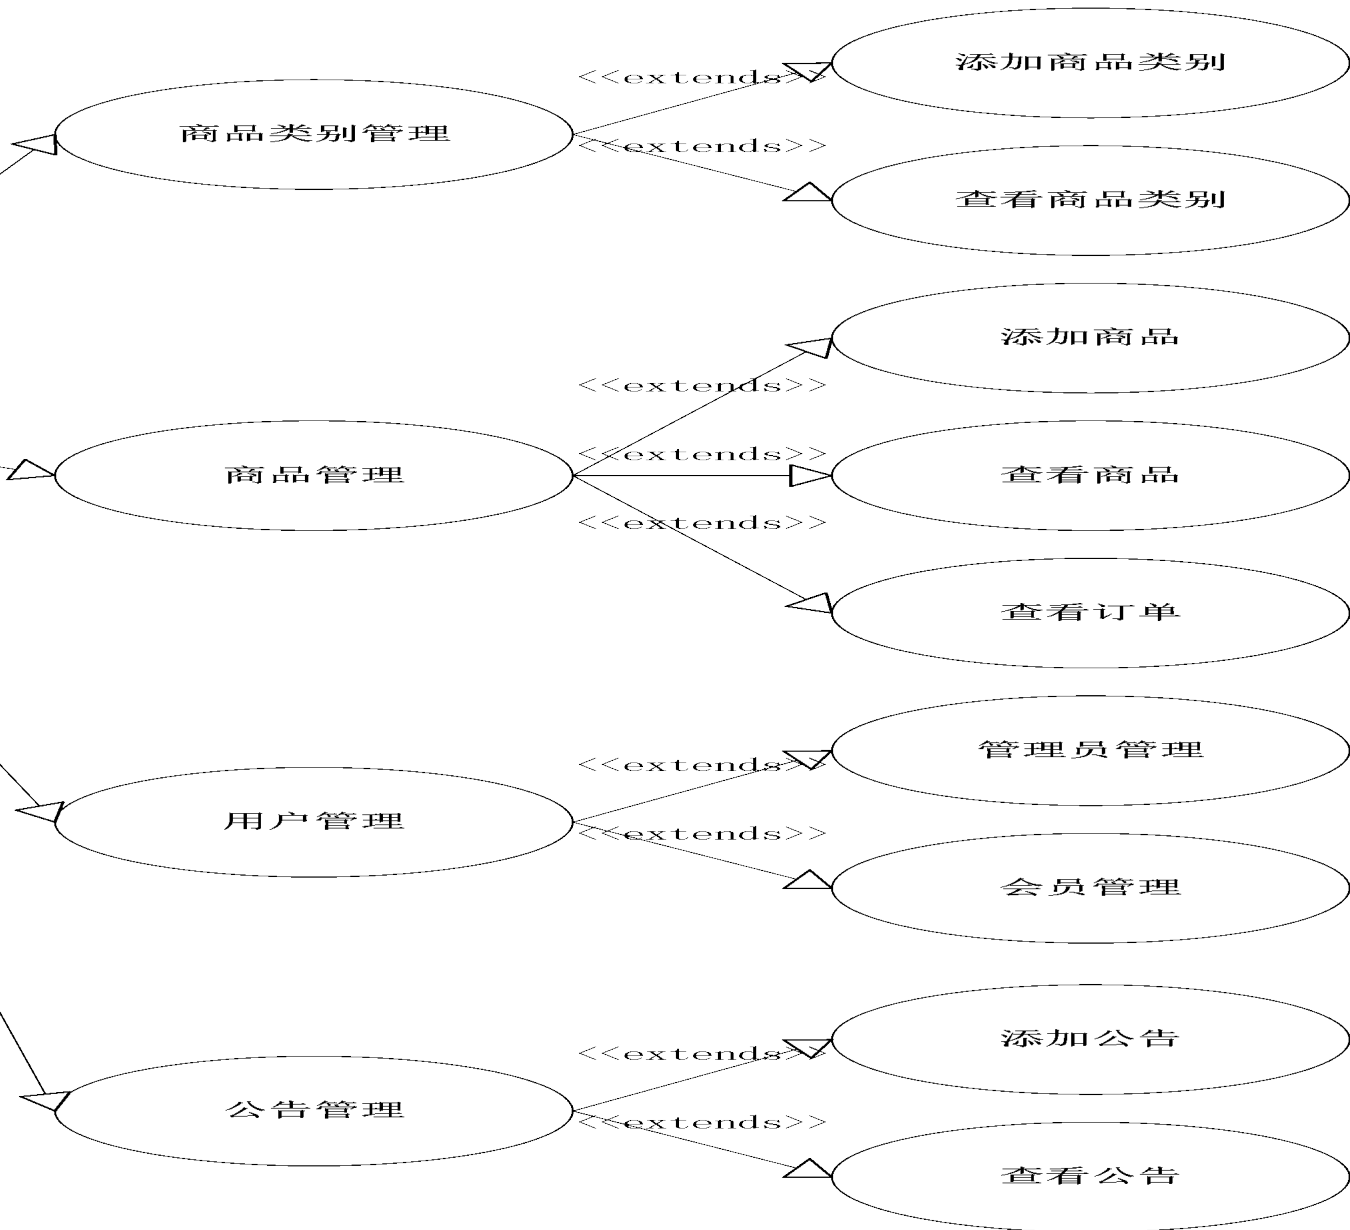 添加商品类别
<<extends>>
商品类别管理
<<extends>>
查看商品类别
添加商品
<<extends>>
<<extends>>
商品管理
查看商品
<<extends>>
查看订单
管理员管理
<<extends>>
用户管理
<<extends>>
会员管理
添加公告
<<extends>>
公告管理
<<extends>>
查看公告